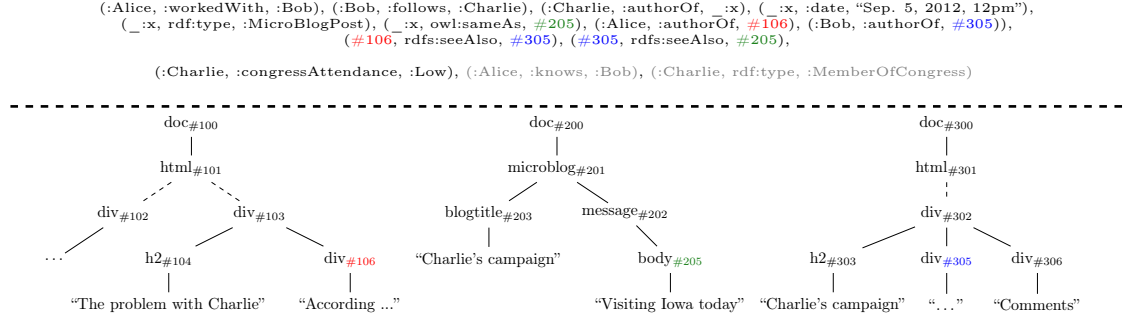 (:Alice, :workedWith, :Bob), (:Bob, :follows, :Charlie), (:Charlie, :authorOf, _:x), (_:x, :date, “Sep. 5, 2012, 12pm”),
(_:x, rdf:type, :MicroBlogPost), (_:x, owl:sameAs, #205), (:Alice, :authorOf, #106), (:Bob, :authorOf, #305)),
(#106, rdfs:seeAlso, #305), (#305, rdfs:seeAlso, #205),
(:Charlie, :congressAttendance, :Low), (:Alice, :knows, :Bob), (:Charlie, rdf:type, :MemberOfCongress)
doc#100 doc#200 doc#300
html#101 microblog#201 html#301
div#102 div#103 blogtitle#203 message#202 div#302
... h2#104 div#106 “Charlie’s campaign” body#205 h2#303 div#305 div#306
“The problem with Charlie” “According ...” “Visiting Iowa today” “Charlie’s campaign” “...” “Comments”